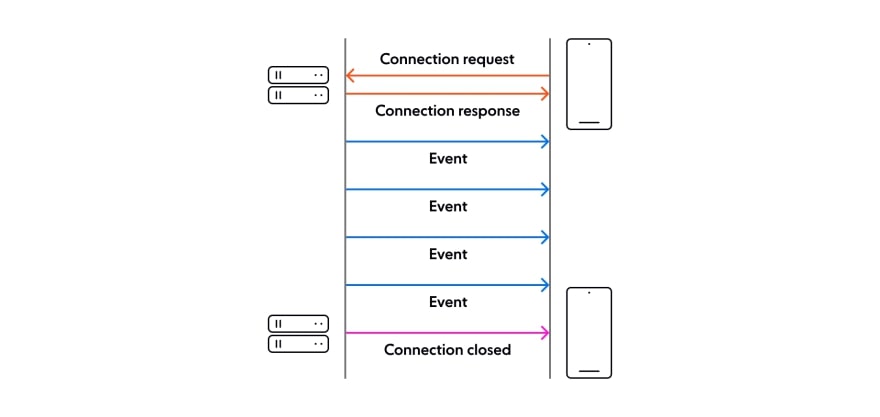 Connection request
Connection response
Event
Event
Event
Event
Connection closed